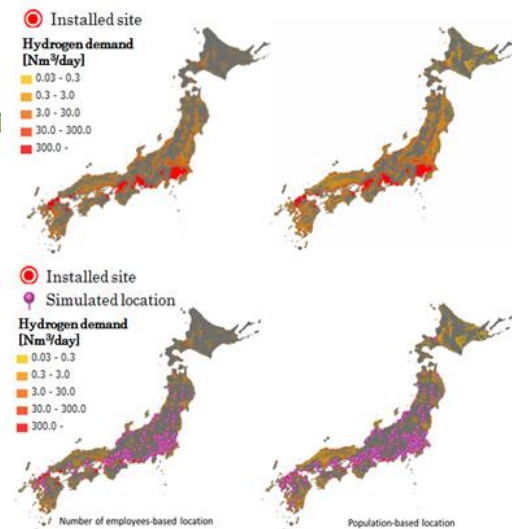 Installed site
Hydrogen demand
[Nm³/day]
0.03 - 0.3
0.3 - 3.0
3.0 - 30.0
30.0 - 300.0
300.0 -
Installed site
Simulated location
Hydrogen demand
[Nm³/day]
0.03 - 0.3
0.3 - 3.0
3.0 - 30.0
30.0 - 300.0
300.0 -
Number of employees-based location
Population-based location